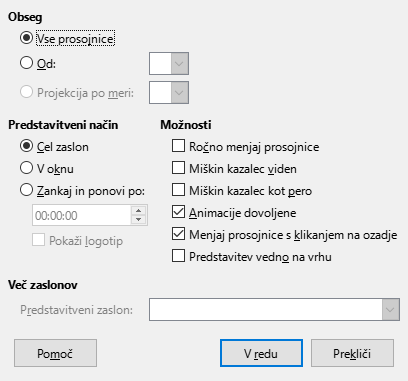 Obseg
Vse prosojnice
Od:
Projekcija po meri:
Predstavitveni način
Cel zaslon
V oknu
Zankaj in ponovi po:
00:00:00
Pokaži logotip
Možnosti
Ročno menjaj prosojnice
Miškin kazalec viden
Miškin kazalec kot pero
Animacije dovoljene
Menjaj prosojnice s klikanjem na ozadje
Predstavitev vedno na vrhu
Več zaslonov
Predstavitveni zaslon:
Pomoč
V redu
Prekliči